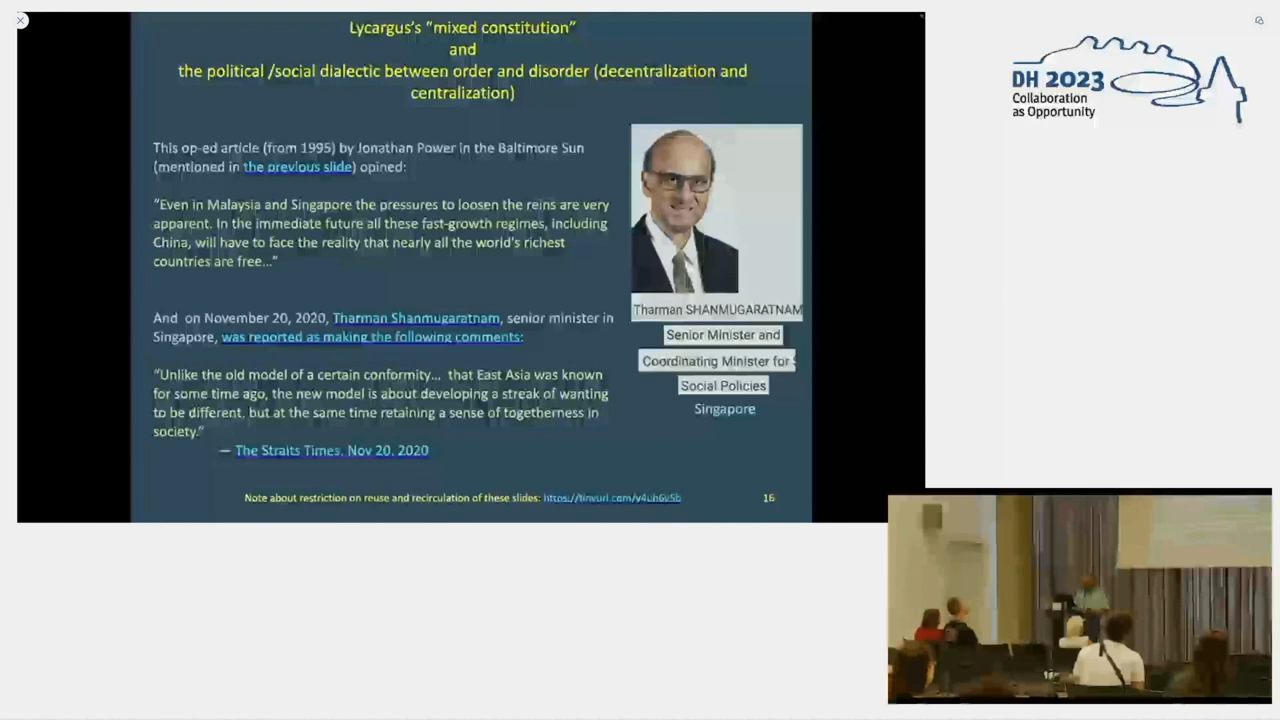 Lycargus's “mixed constitution”
and
the political /social dialectic between order and disorder (decentralization and
centralization)
This op-ed article (from 1995) by Jonathan Power in the Baltimore Sun
(mentioned in the previous slide) opined:
“Even in Malaysia and Singapore the pressures to loosen the reins are very
apparent. In the immediate future all these fast-growth regimes, including
China, will have to face the reality that nearly all the world's richest
countries are free...”
And on November 20, 2020, Tharman Shanmugaratnam, senior minister in
Singapore, was reported as making the following comments:
“Unlike the old model of a certain conformity... that East Asia was known
for some time ago, the new model is about developing a streak of wanting
to be different, but at the same time retaining a sense of togetherness in
society.”
— The Straits Times, Nov 20, 2020
Tharman SHANMUGARATNAM
Senior Minister and
Coordinating Minister for
Social Policies
Singapore
Note about restriction on reuse and recirculation of these slides: https://tinyurl.com/y4uh6v5b
16
DH 2023
Collaboration
as Opportunity